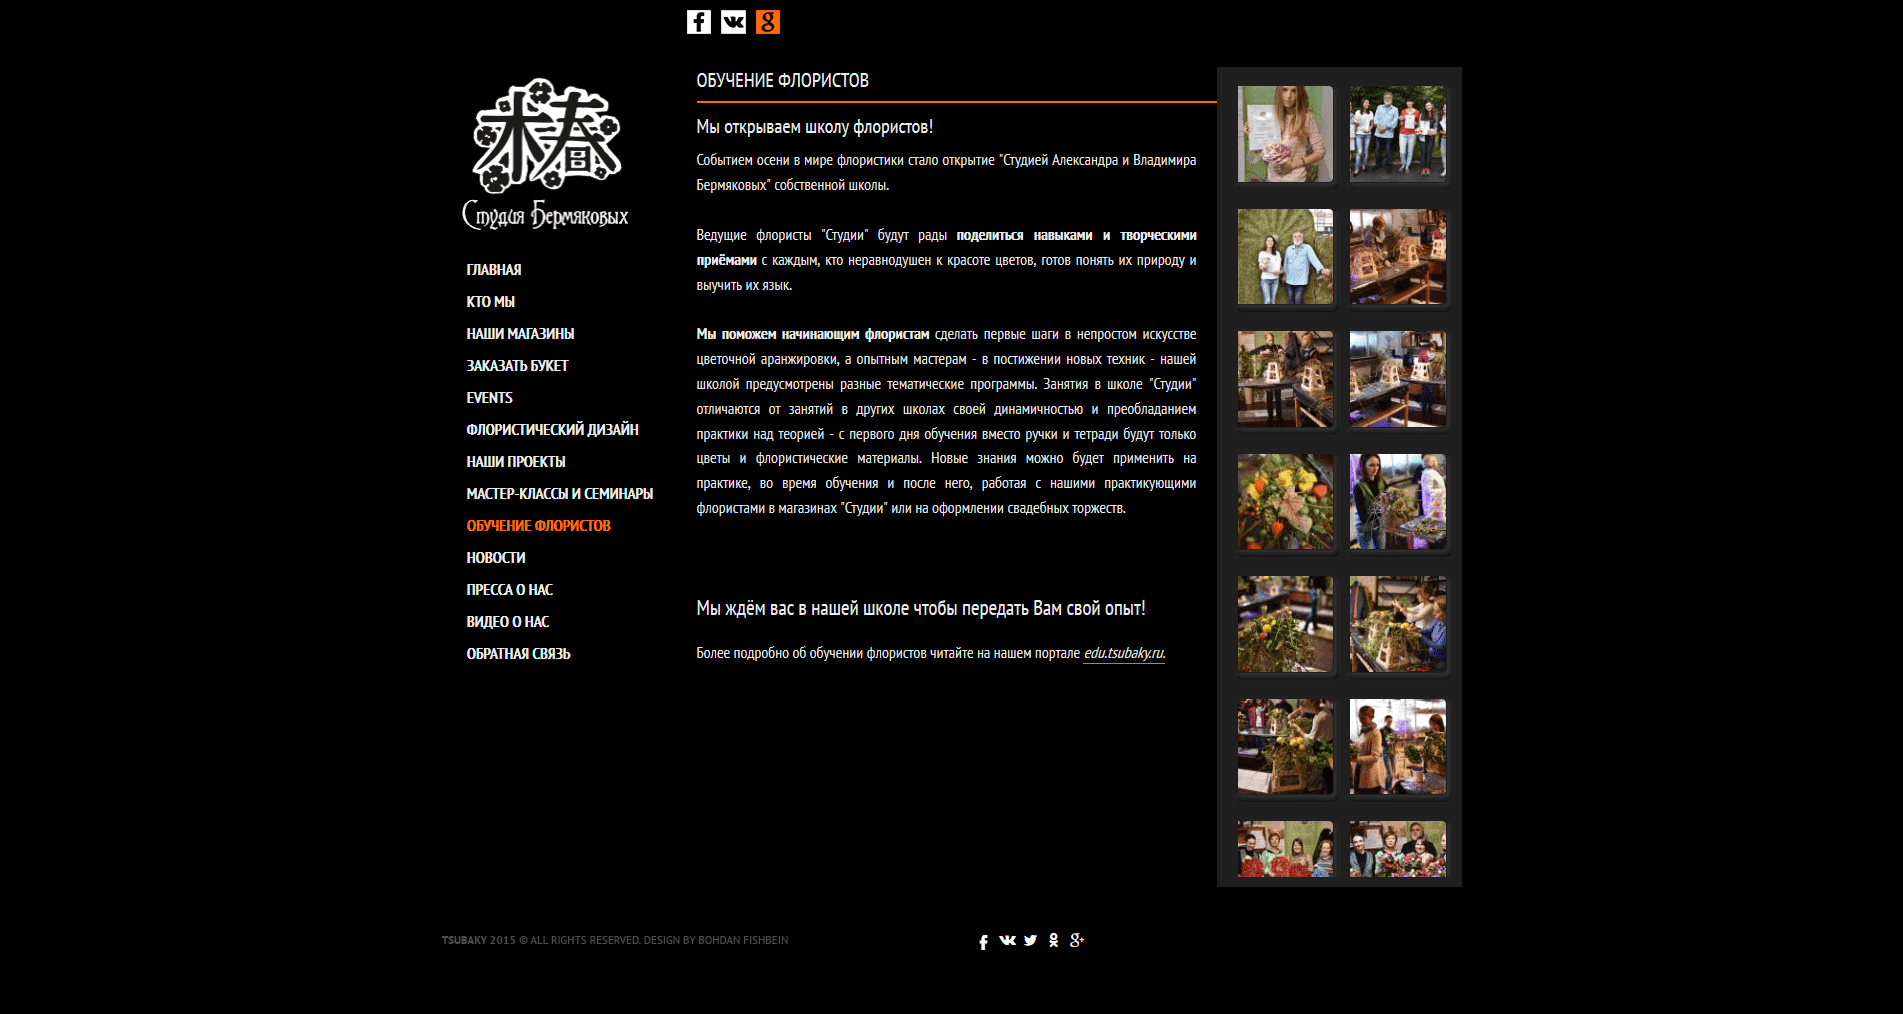 椿
Студия Бермяковых
ГЛАВНАЯ
КТО МЫ
НАШИ МАГАЗИНЫ
ЗАКАЗАТЬ БУКЕТ
EVENTS
ФЛОРИСТИЧЕСКИЙ ДИЗАЙН
НАШИ ПРОЕКТЫ
МАСТЕР-КЛАССЫ И СЕМИНАРЫ
ОБУЧЕНИЕ ФЛОРИСТОВ
НОВОСТИ
ПРЕССА О НАС
ВИДЕО О НАС
ОБРАТНАЯ СВЯЗЬ
ОБУЧЕНИЕ ФЛОРИСТОВ
Мы открываем школу флористов!
Событием осени в мире флористики стало открытие "Студией Александра и Владимира
Бермяковых" собственной школы.
Ведущие флористы "Студии" будут рады поделиться навыками и творческими
приёмами с каждым, кто неравнодушен к красоте цветов, готов понять их природу и
выучить их язык.
Мы поможем начинающим флористам сделать первые шаги в непростом искусстве
цветочной аранжировки, а опытным мастерам - в постижении новых техник - нашей
школой предусмотрены разные тематические программы. Занятия в школе "Студии"
отличаются от занятий в других школах своей динамичностью и преобладанием
практики над теорией - с первого дня обучения вместо ручки и тетради будут только
цветы и флористические материалы. Новые знания можно будет применить на
практике, во время обучения и после него, работая с нашими практикующими
флористами в магазинах "Студии" или на оформлении свадебных торжеств.
Мы ждём вас в нашей школе чтобы передать Вам свой опыт!
Более подробно об обучении флористов читайте на нашем портале edu.tsubaky.ru.
TSUBAKY 2015 © ALL RIGHTS RESERVED. DESIGN BY BOHDAN FISHBEIN